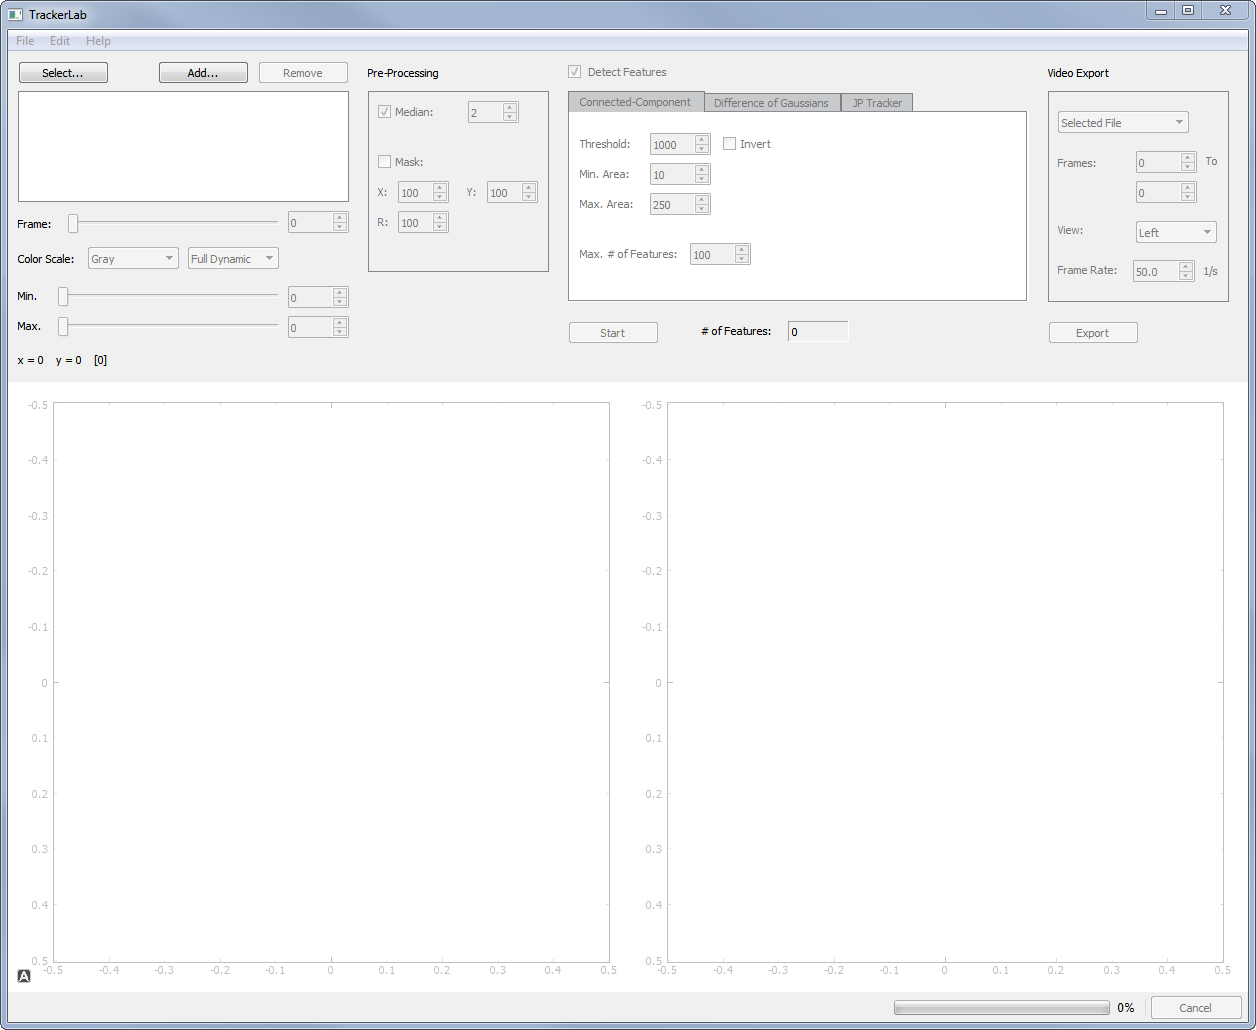 TrackerLab
File Edit Help
Select... Add... Remove
Pre-Processing
Median: 2
Mask:
X: 100 Y: 100
R: 100
Detect Features
Connected-Component Difference of Gaussians JP Tracker
Threshold: 1000 Invert
Min. Area: 10
Max. Area: 250
Max. # of Features: 100
Start # of Features: 0
Video Export
Selected File
Frames: 0 To
0
View: Left
Frame Rate: 50.0 1/s
Export
Frame: 0
Color Scale: Gray Full Dynamic
Min. 0
Max. 0
x = 0 y = 0 [0]
-0.5
-0.4
-0.3
-0.2
-0.1
0
0.1
0.2
0.3
0.4
0.5
-0.5 -0.4 -0.3 -0.2 -0.1 0 0.1 0.2 0.3 0.4 0.5
A
-0.5
-0.4
-0.3
-0.2
-0.1
0
0.1
0.2
0.3
0.4
0.5
-0.5 -0.4 -0.3 -0.2 -0.1 0 0.1 0.2 0.3 0.4 0.5
0% Cancel